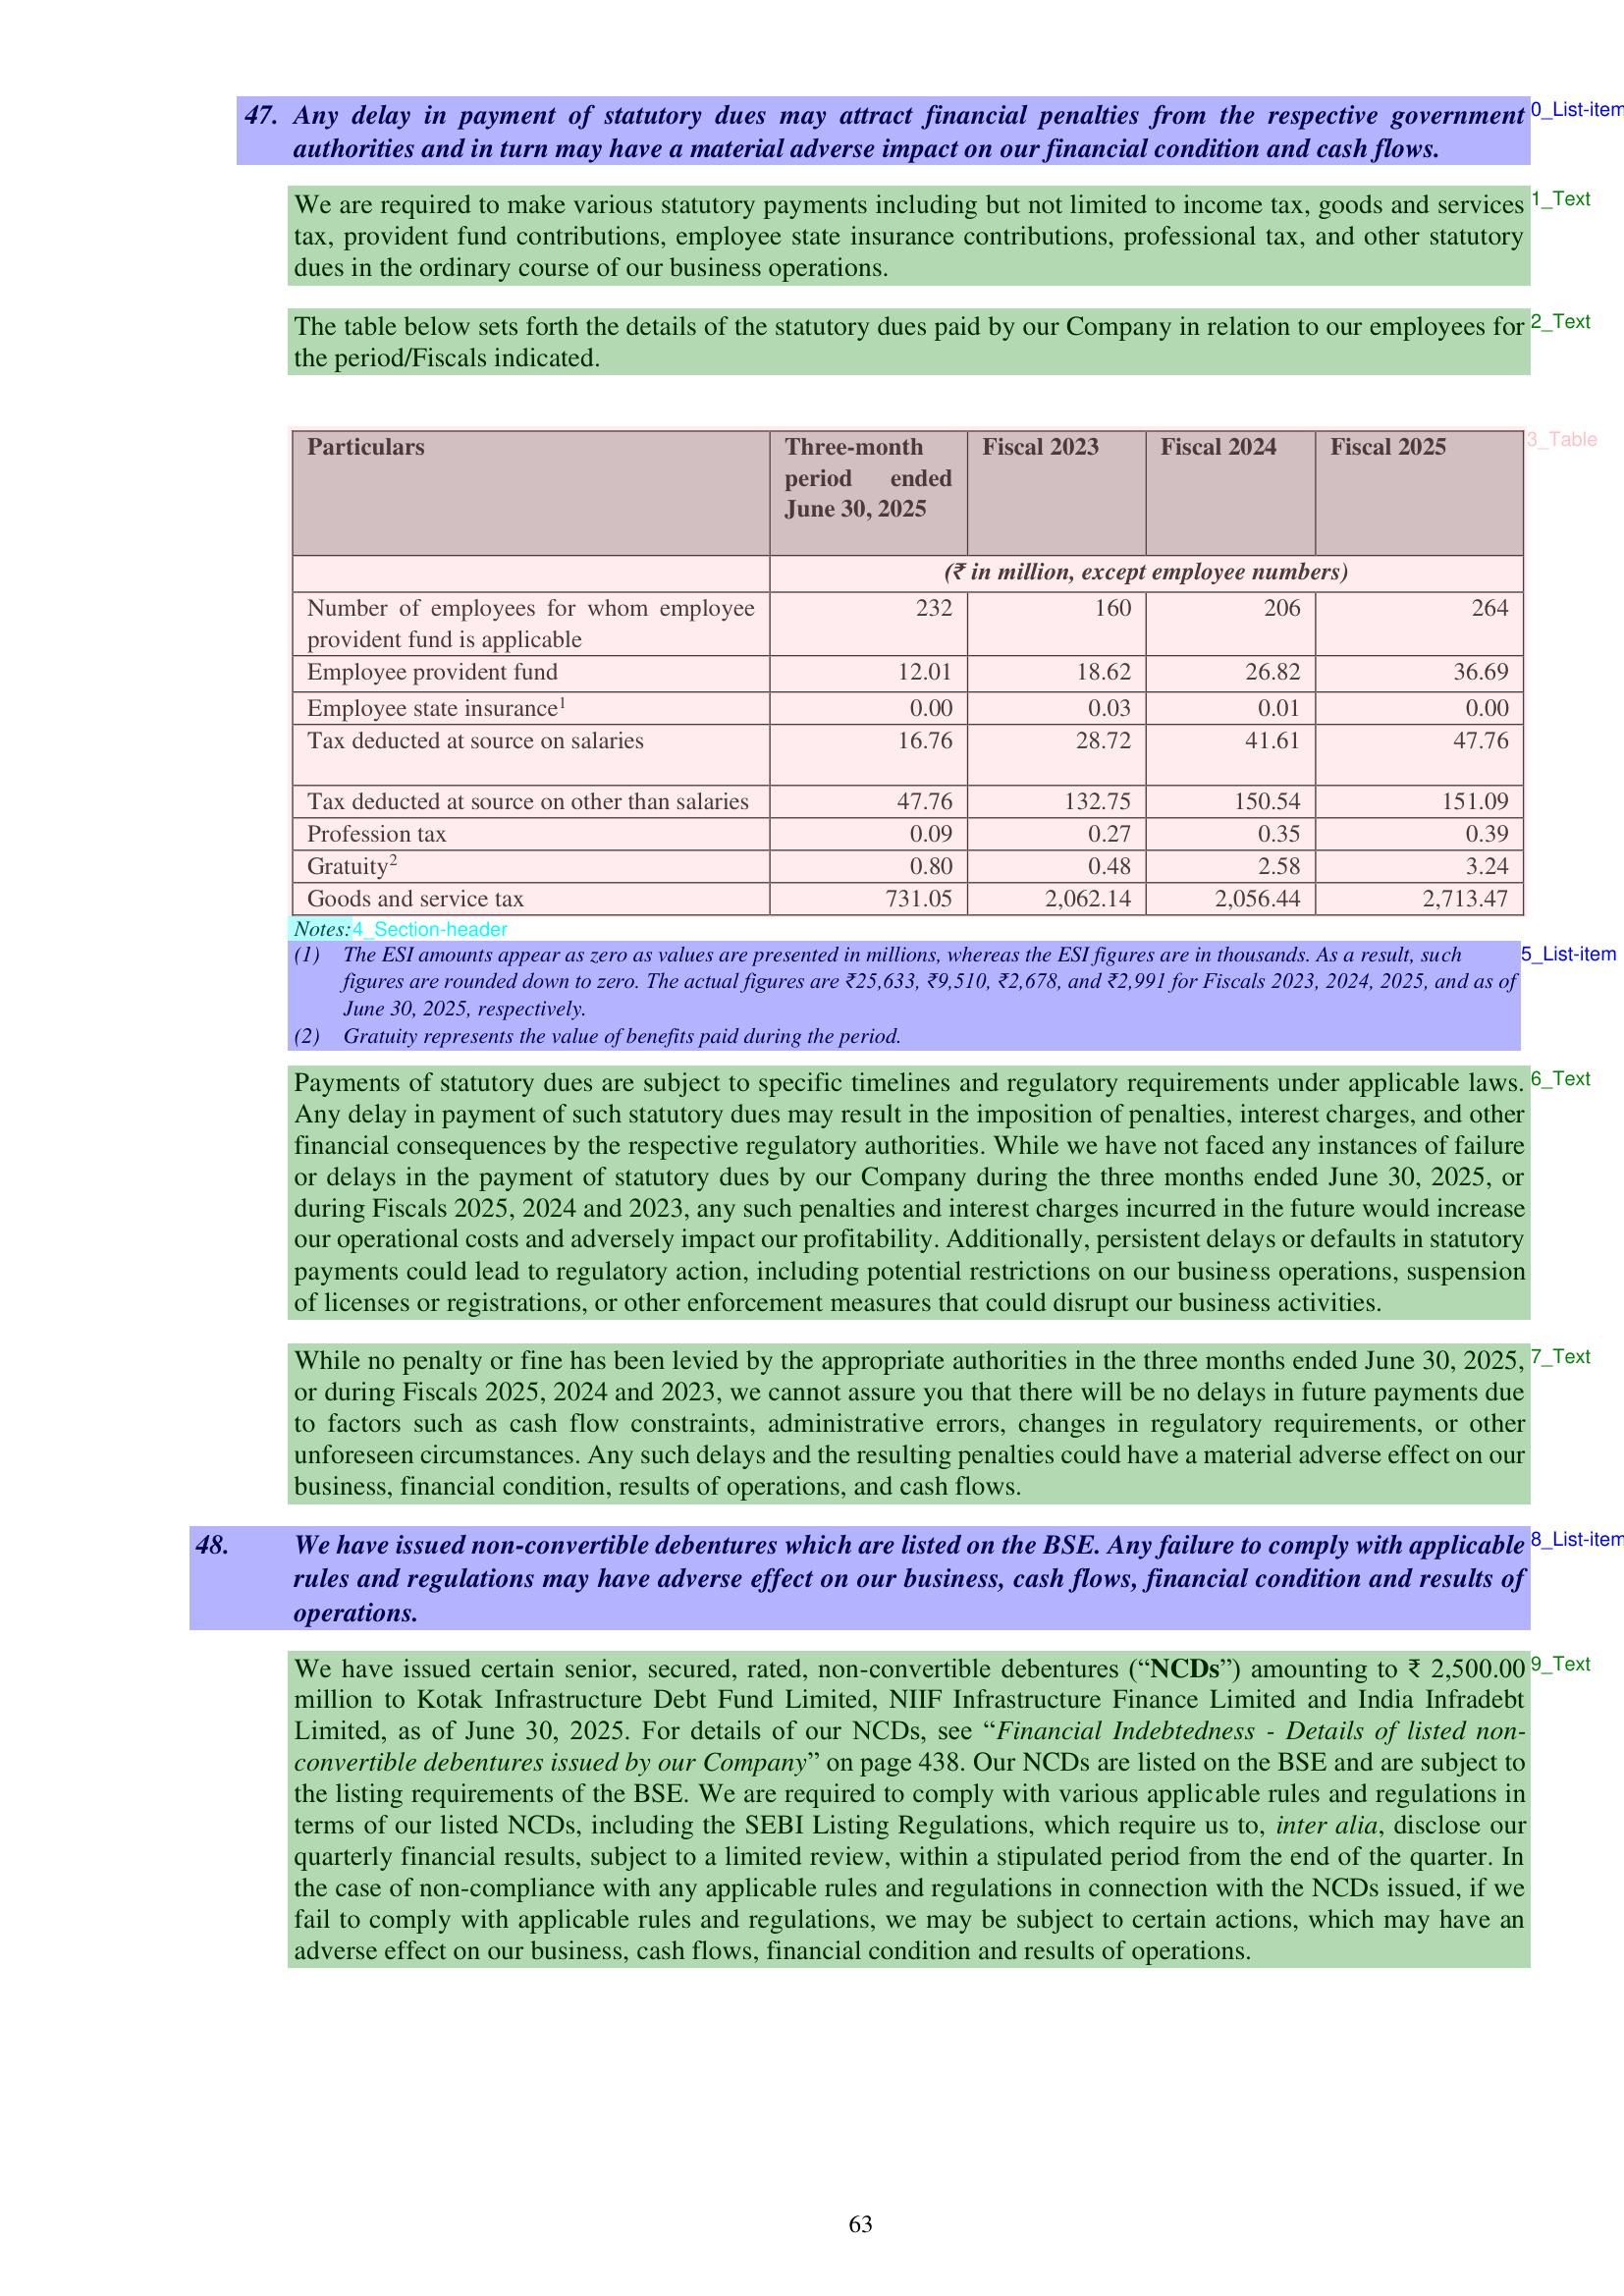 47. Any delay in payment of statutory dues may attract financial penalties from the respective government
authorities and in turn may have a material adverse impact on our financial condition and cash flows.
0_List-item
We are required to make various statutory payments including but not limited to income tax, goods and services
tax, provident fund contributions, employee state insurance contributions, professional tax, and other statutory
dues in the ordinary course of our business operations.
1_Text
The table below sets forth the details of the statutory dues paid by our Company in relation to our employees for
the period/Fiscals indicated.
2_Text
3_Table
Particulars Three-month period ended June 30, 2025 Fiscal 2023 Fiscal 2024 Fiscal 2025
(₹ in million, except employee numbers)
Number of employees for whom employee provident fund is applicable 232 160 206 264
Employee provident fund 12.01 18.62 26.82 36.69
Employee state insurance1 0.00 0.03 0.01 0.00
Tax deducted at source on salaries 16.76 28.72 41.61 47.76
Tax deducted at source on other than salaries 47.76 132.75 150.54 151.09
Profession tax 0.09 0.27 0.35 0.39
Gratuity2 0.80 0.48 2.58 3.24
Goods and service tax 731.05 2,062.14 2,056.44 2,713.47
Notes: 4_Section-header
(1) The ESI amounts appear as zero as values are presented in millions, whereas the ESI figures are in thousands. As a result, such
figures are rounded down to zero. The actual figures are ₹25,633, ₹9,510, ₹2,678, and ₹2,991 for Fiscals 2023, 2024, 2025, and as of
June 30, 2025, respectively.
(2) Gratuity represents the value of benefits paid during the period.
5_List-item
Payments of statutory dues are subject to specific timelines and regulatory requirements under applicable laws.
Any delay in payment of such statutory dues may result in the imposition of penalties, interest charges, and other
financial consequences by the respective regulatory authorities. While we have not faced any instances of failure
or delays in the payment of statutory dues by our Company during the three months ended June 30, 2025, or
during Fiscals 2025, 2024 and 2023, any such penalties and interest charges incurred in the future would increase
our operational costs and adversely impact our profitability. Additionally, persistent delays or defaults in statutory
payments could lead to regulatory action, including potential restrictions on our business operations, suspension
of licenses or registrations, or other enforcement measures that could disrupt our business activities.
6_Text
While no penalty or fine has been levied by the appropriate authorities in the three months ended June 30, 2025,
or during Fiscals 2025, 2024 and 2023, we cannot assure you that there will be no delays in future payments due
to factors such as cash flow constraints, administrative errors, changes in regulatory requirements, or other
unforeseen circumstances. Any such delays and the resulting penalties could have a material adverse effect on our
business, financial condition, results of operations, and cash flows.
7_Text
48. We have issued non-convertible debentures which are listed on the BSE. Any failure to comply with applicable
rules and regulations may have adverse effect on our business, cash flows, financial condition and results of
operations.
8_List-item
We have issued certain senior, secured, rated, non-convertible debentures (“NCDs”) amounting to ₹ 2,500.00
million to Kotak Infrastructure Debt Fund Limited, NIIF Infrastructure Finance Limited and India Infradebt
Limited, as of June 30, 2025. For details of our NCDs, see “Financial Indebtedness - Details of listed non-
convertible debentures issued by our Company” on page 438. Our NCDs are listed on the BSE and are subject to
the listing requirements of the BSE. We are required to comply with various applicable rules and regulations in
terms of our listed NCDs, including the SEBI Listing Regulations, which require us to, inter alia, disclose our
quarterly financial results, subject to a limited review, within a stipulated period from the end of the quarter. In
the case of non-compliance with any applicable rules and regulations in connection with the NCDs issued, if we
fail to comply with applicable rules and regulations, we may be subject to certain actions, which may have an
adverse effect on our business, cash flows, financial condition and results of operations.
9_Text
63